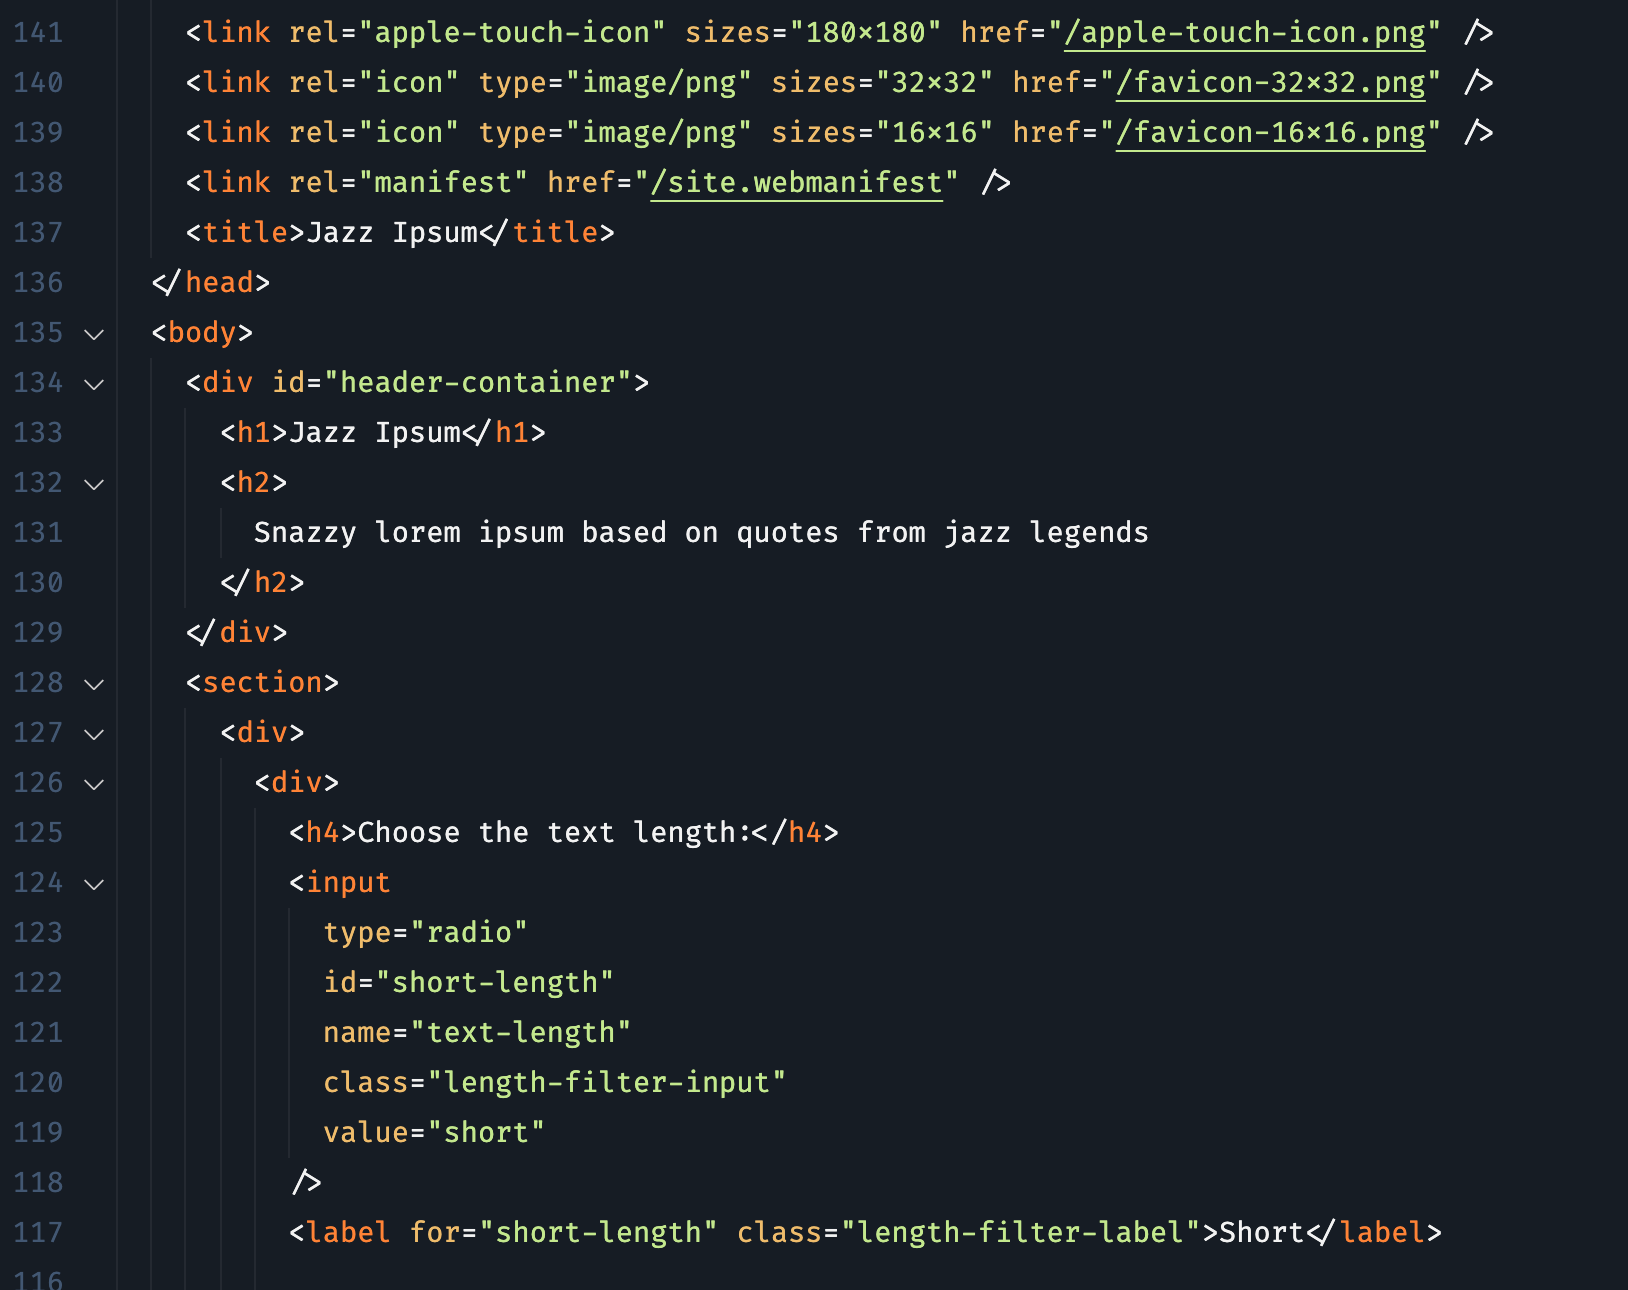 141 <link rel="apple-touch-icon" sizes="180x180" href="/apple-touch-icon.png" />
140 <link rel="icon" type="image/png" sizes="32x32" href="/favicon-32x32.png" />
139 <link rel="icon" type="image/png" sizes="16x16" href="/favicon-16x16.png" />
138 <link rel="manifest" href="/site.webmanifest" />
137 <title>Jazz Ipsum</title>
136 </head>
135 <body>
134 <div id="header-container">
133 <h1>Jazz Ipsum</h1>
132 <h2>
131 Snazzy lorem ipsum based on quotes from jazz legends
130 </h2>
129 </div>
128 <section>
127 <div>
126 <div>
125 <h4>Choose the text length:</h4>
124 <input
123 type="radio"
122 id="short-length"
121 name="text-length"
120 class="length-filter-input"
119 value="short"
118 />
117 <label for="short-length" class="length-filter-label">Short</label>
116